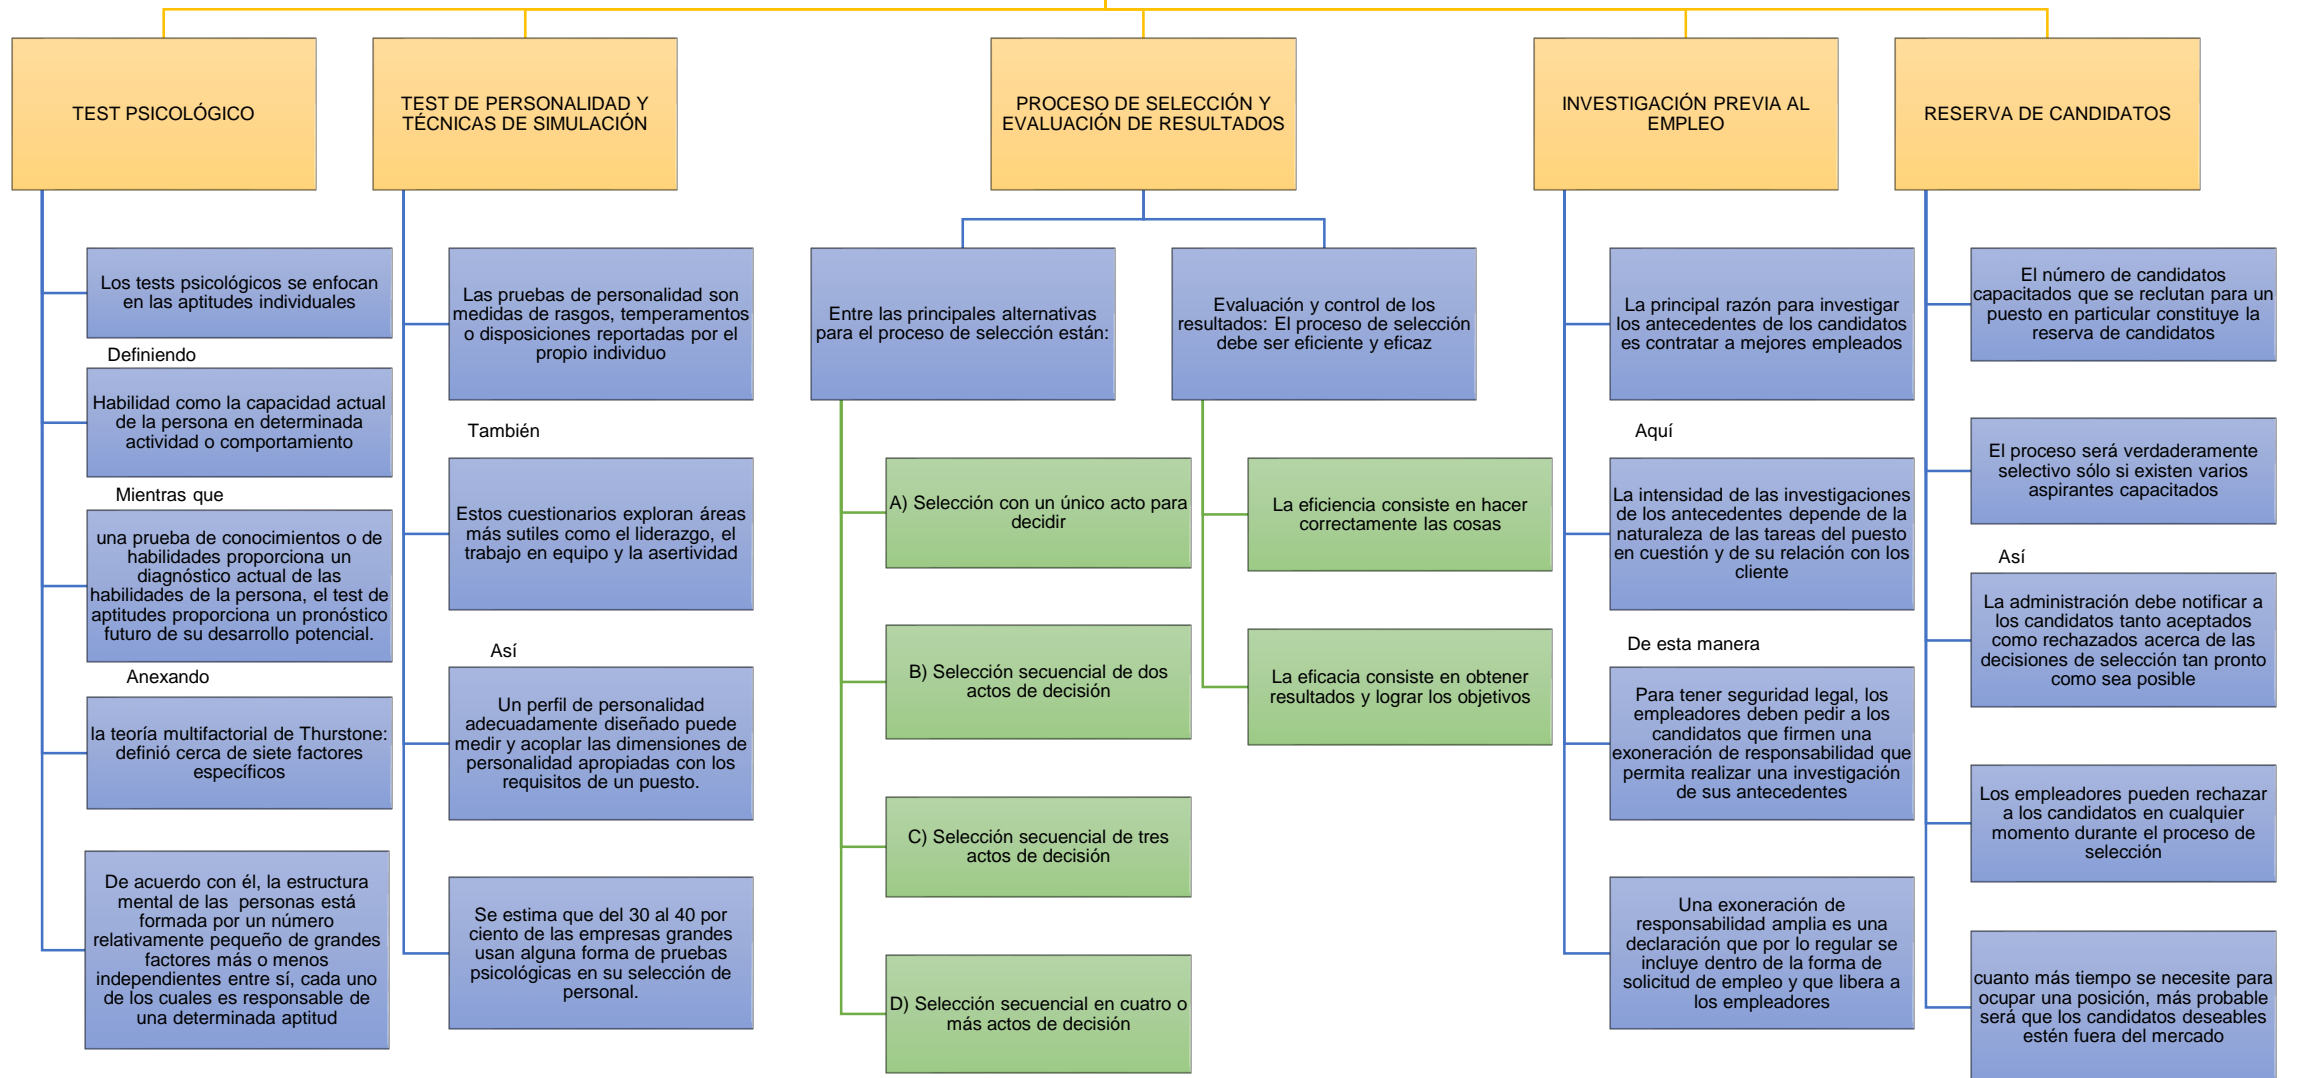 TEST PSICOLÓGICO
Los tests psicológicos se enfocan
en las aptitudes individuales
Definiendo
Habilidad como la capacidad actual
de la persona en determinada
actividad o comportamiento
Mientras que
una prueba de conocimientos o de
habilidades proporciona un
diagnóstico actual de las
habilidades de la persona, el test de
aptitudes proporciona un pronóstico
futuro de su desarrollo potencial.
Anexando
la teoría multifactorial de Thurstone:
definió cerca de siete factores
específicos
De acuerdo con él, la estructura
mental de las personas está
formada por un número
relativamente pequeño de grandes
factores más o menos
independientes entre sí, cada uno
de los cuales es responsable de
una determinada aptitud
TEST DE PERSONALIDAD Y
TÉCNICAS DE SIMULACIÓN
Las pruebas de personalidad son
medidas de rasgos, temperamentos
o disposiciones reportadas por el
propio individuo
También
Estos cuestionarios exploran áreas
más sutiles como el liderazgo, el
trabajo en equipo y la asertividad
Así
Un perfil de personalidad
adecuadamente diseñado puede
medir y acoplar las dimensiones de
personalidad apropiadas con los
requisitos de un puesto.
Se estima que del 30 al 40 por
ciento de las empresas grandes
usan alguna forma de pruebas
psicológicas en su selección de
personal.
PROCESO DE SELECCIÓN Y
EVALUACIÓN DE RESULTADOS
Entre las principales alternativas
para el proceso de selección están:
A) Selección con un único acto para
decidir
B) Selección secuencial de dos
actos de decisión
C) Selección secuencial de tres
actos de decisión
D) Selección secuencial en cuatro o
más actos de decisión
Evaluación y control de los
resultados: El proceso de selección
debe ser eficiente y eficaz
La eficiencia consiste en hacer
correctamente las cosas
La eficacia consiste en obtener
resultados y lograr los objetivos
INVESTIGACIÓN PREVIA AL
EMPLEO
La principal razón para investigar
los antecedentes de los candidatos
es contratar a mejores empleados
Aquí
La intensidad de las investigaciones
de los antecedentes depende de la
naturaleza de las tareas del puesto
en cuestión y de su relación con los
cliente
De esta manera
Para tener seguridad legal, los
empleadores deben pedir a los
candidatos que firmen una
exoneración de responsabilidad que
permita realizar una investigación
de sus antecedentes
Una exoneración de
responsabilidad amplia es una
declaración que por lo regular se
incluye dentro de la forma de
solicitud de empleo y que libera a
los empleadores
RESERVA DE CANDIDATOS
El número de candidatos
capacitados que se reclutan para un
puesto en particular constituye la
reserva de candidatos
El proceso será verdaderamente
selectivo sólo si existen varios
aspirantes capacitados
Así
La administración debe notificar a
los candidatos tanto aceptados
como rechazados acerca de las
decisiones de selección tan pronto
como sea posible
Los empleadores pueden rechazar
a los candidatos en cualquier
momento durante el proceso de
selección
cuanto más tiempo se necesite para
ocupar una posición, más probable
será que los candidatos deseables
estén fuera del mercado